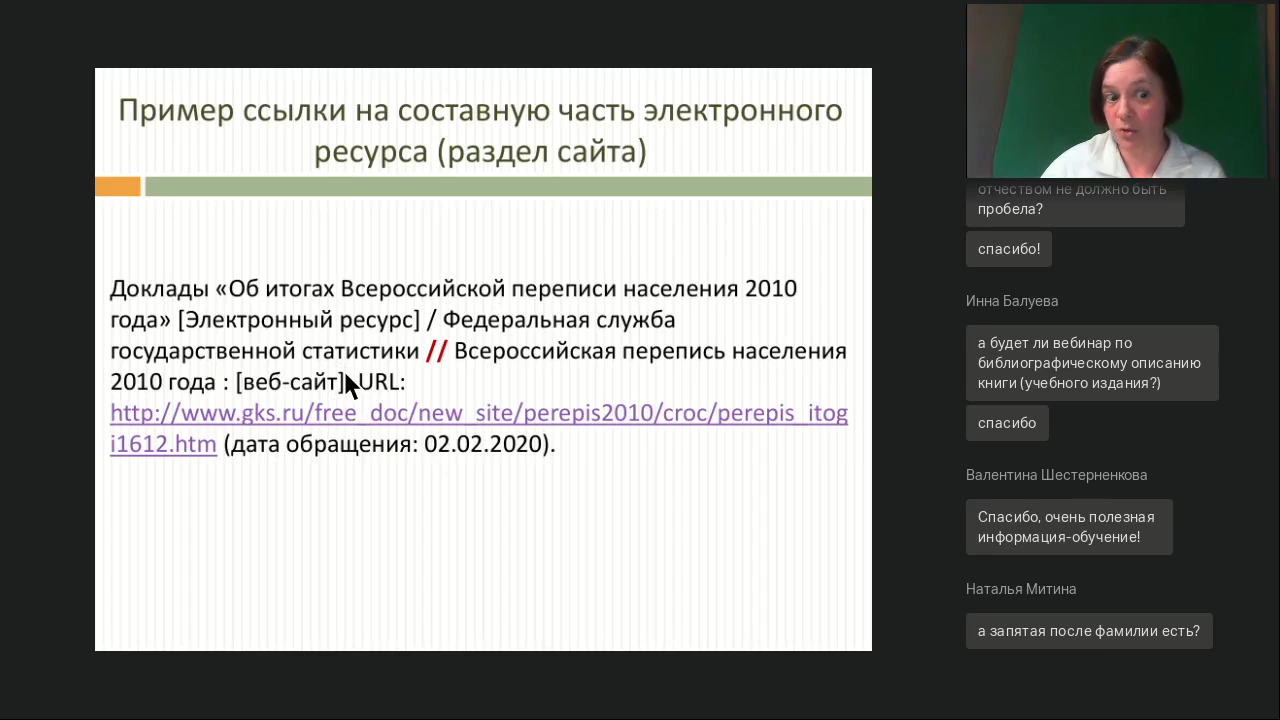 Пример ссылки на составную часть электронного
ресурса (раздел сайта)
Доклады «Об итогах Всероссийской переписи населения 2010
года» [Электронный ресурс] / Федеральная служба
государственной статистики // Всероссийская перепись населения
2010 года : [веб-сайт]. URL:
http://www.gks.ru/free_doc/new_site/perepis2010/croc/perepis_itog
i1612.htm (дата обращения: 02.02.2020).
отчеством не должно быть
пробела?
спасибо!
Инна Балуева
а будет ли вебинар по
библиографическому описанию
книги (учебного издания?)
спасибо
Валентина Шестерненкова
Спасибо, очень полезная
информация-обучение!
Наталья Митина
а запятая после фамилии есть?